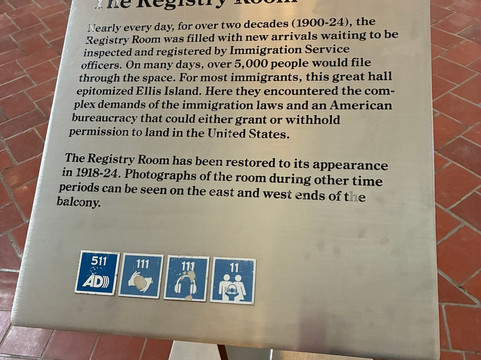 The Registry Room
Nearly every day, for over two decades (1900-24), the
Registry Room was filled with new arrivals waiting to be
inspected and registered by Immigration Service
officers. On many days, over 5,000 people would file
through the space. For most immigrants, this great hall
epitomized Ellis Island. Here they encountered the com-
plex demands of the immigration laws and an American
bureaucracy that could either grant or withhold
permission to land in the United States.
The Registry Room has been restored to its appearance
in 1918-24. Photographs of the room during other time
periods can be seen on the east and west ends of the
balcony.
511 111 111 11
AD